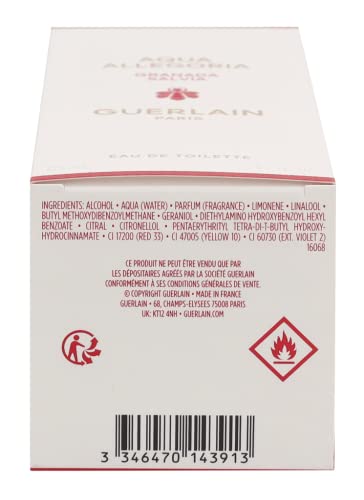 AQUA
ALLEGORIA
GRANADA
SALVIA
GUERLAIN
PARIS
EAU DE TOILETTE
INGREDIENTS: ALCOHOL • AQUA (WATER) • PARFUM (FRAGRANCE) • LIMONENE • LINALOOL •
BUTYL METHOXYDIBENZOYLMETHANE • GERANIOL • DIETHYLAMINO HYDROXYBENZOYL HEXYL
BENZOATE • CITRAL • CITRONELLOL • PENTAERYTHRITYL TETRA-DI-T-BUTYL HYDROXY-
HYDROCINNAMATE • CI 17200 (RED 33) • CI 47005 (YELLOW 10) • CI 60730 (EXT. VIOLET 2)
16068
CE PRODUIT NE PEUT ÊTRE VENDU QUE PAR
LES DÉPOSITAIRES AGRÉÉS PAR LA SOCIÉTÉ GUERLAIN
CONFORMÉMENT À SES CONDITIONS GÉNÉRALES DE VENTE.
© COPYRIGHT GUERLAIN • MADE IN FRANCE
GUERLAIN • 68, CHAMPS-ELYSEES 75008 PARIS
UK: KT12 4NH • GUERLAIN.COM
3 346470 143913